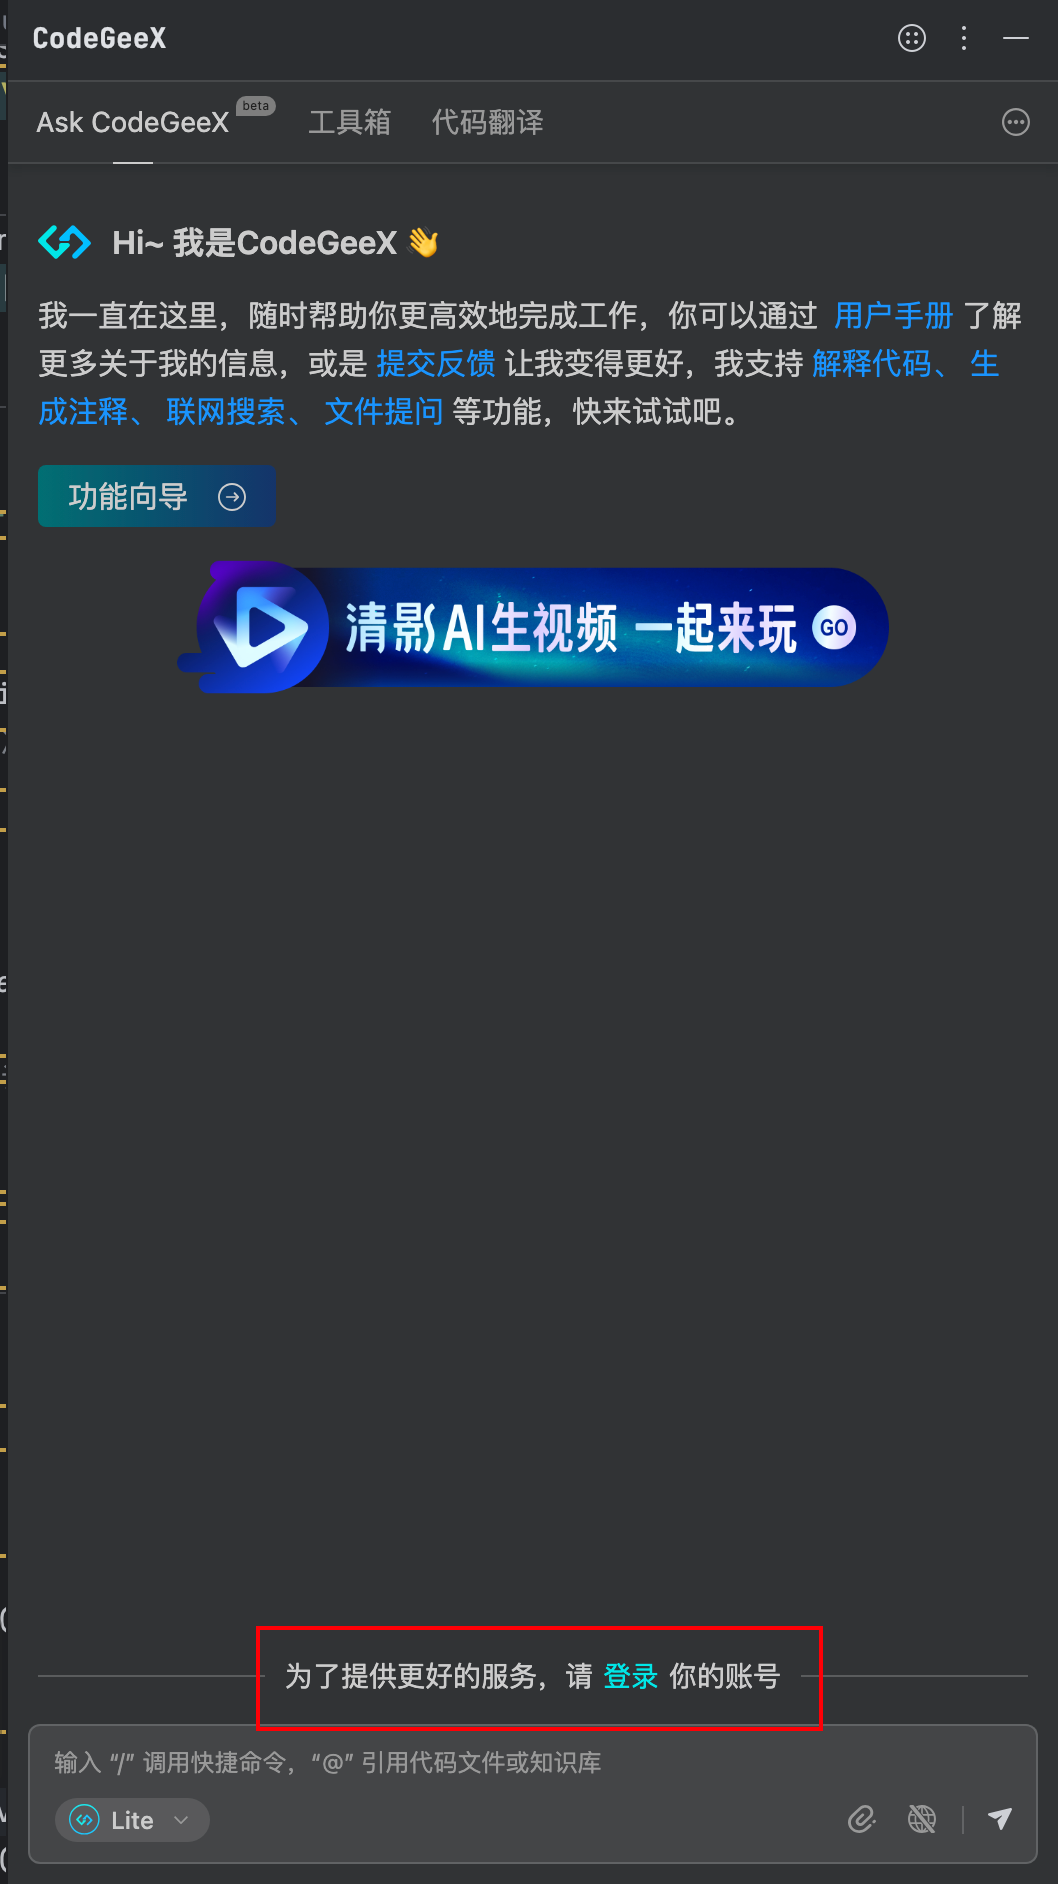 CodeGeeX
Ask CodeGeeX beta 工具箱 代码翻译
Hi~ 我是CodeGeeX 👋
我一直在这里，随时帮助你更高效地完成工作，你可以通过 用户手册 了解
更多关于我的信息，或是 提交反馈 让我变得更好，我支持 解释代码、 生
成注释、 联网搜索、 文件提问 等功能，快来试试吧。
功能向导
清影AI生视频 一起来玩 GO
为了提供更好的服务，请 登录 你的账号
输入 “/” 调用快捷命令，“@” 引用代码文件或知识库
Lite